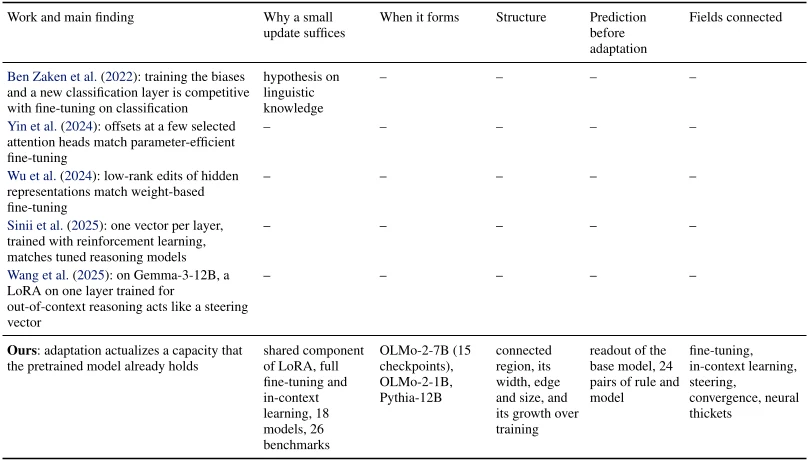 Work and main finding Why a small update suffices When it forms Structure Prediction before adaptation Fields connected
Ben Zaken et al. (2022): training the biases and a new classification layer is competitive with fine-tuning on classification hypothesis on linguistic knowledge – – – –
Yin et al. (2024): offsets at a few selected attention heads match parameter-efficient fine-tuning – – – – –
Wu et al. (2024): low-rank edits of hidden representations match weight-based fine-tuning – – – – –
Sinii et al. (2025): one vector per layer, trained with reinforcement learning, matches tuned reasoning models – – – – –
Wang et al. (2025): on Gemma-3-12B, a LoRA on one layer trained for out-of-context reasoning acts like a steering vector – – – – –
Ours: adaptation actualizes a capacity that the pretrained model already holds shared component of LoRA, full fine-tuning and in-context learning, 18 models, 26 benchmarks OLMo-2-7B (15 checkpoints), OLMo-2-1B, Pythia-12B connected region, its width, edge and size, and its growth over training readout of the base model, 24 pairs of rule and model fine-tuning, in-context learning, steering, convergence, neural thickets